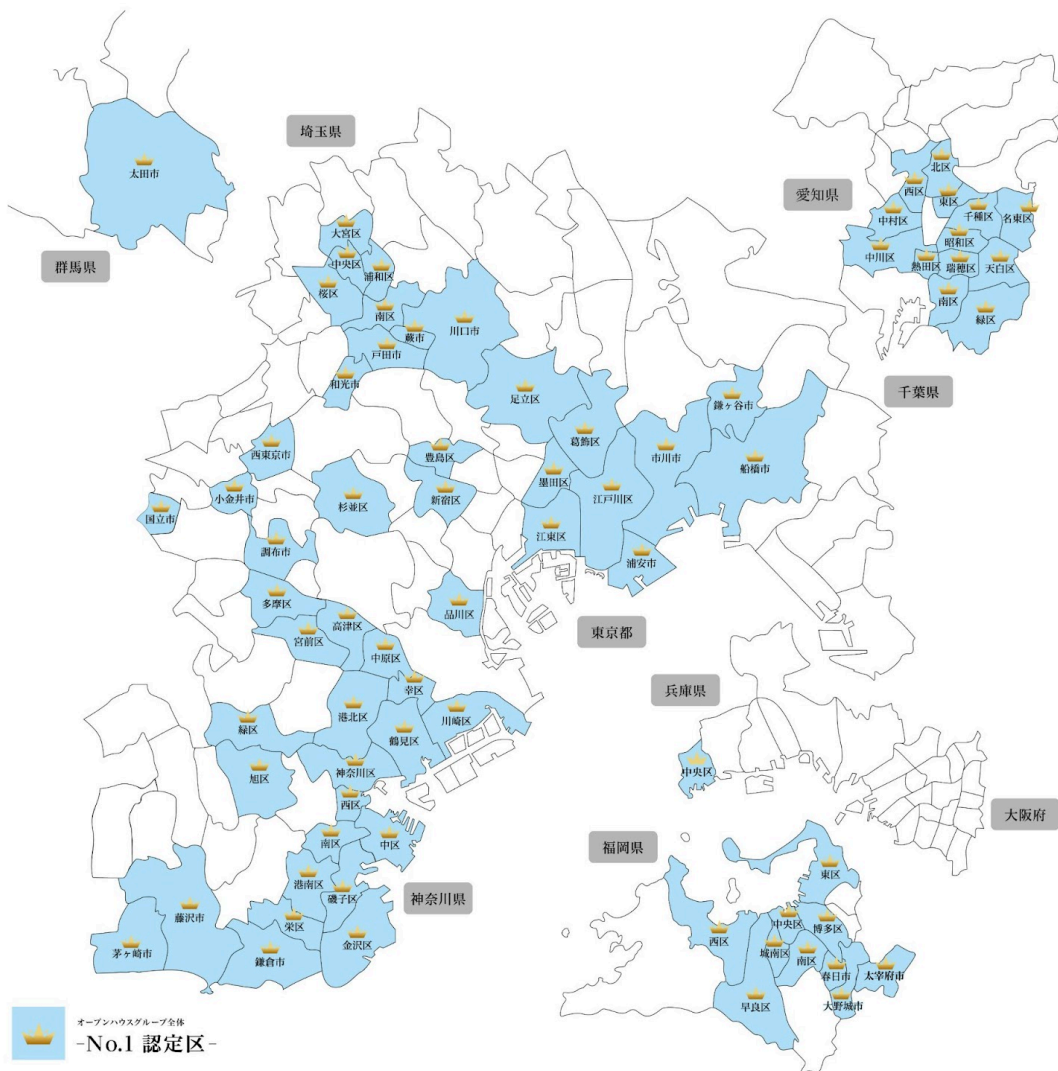 埼玉県
太田市
群馬県
大宮区
中央区
浦和区
桜区
南区
蕨市
川口市
戸田市
和光市
愛知県
北区
西区
東区
千種区
名東区
中村区
昭和区
中川区
熱田区
瑞穂区
天白区
南区
緑区
千葉県
足立区
鎌ヶ谷市
葛飾区
市川市
船橋市
墨田区
江戸川区
江東区
浦安市
西東京市
豊島区
小金井市
杉並区
新宿区
国立市
調布市
多摩区
品川区
東京都
高津区
宮前区
中原区
幸区
港北区
川崎区
鶴見区
緑区
旭区
神奈川区
西区
南区
中区
港南区
磯子区
神奈川県
藤沢市
栄区
金沢区
茅ヶ崎市
鎌倉市
兵庫県
中央区
大阪府
福岡県
東区
西区
中央区
博多区
城南区
南区
春日市
太宰府市
早良区
大野城市
オープンハウスグループ全体
-No.1 認定区-